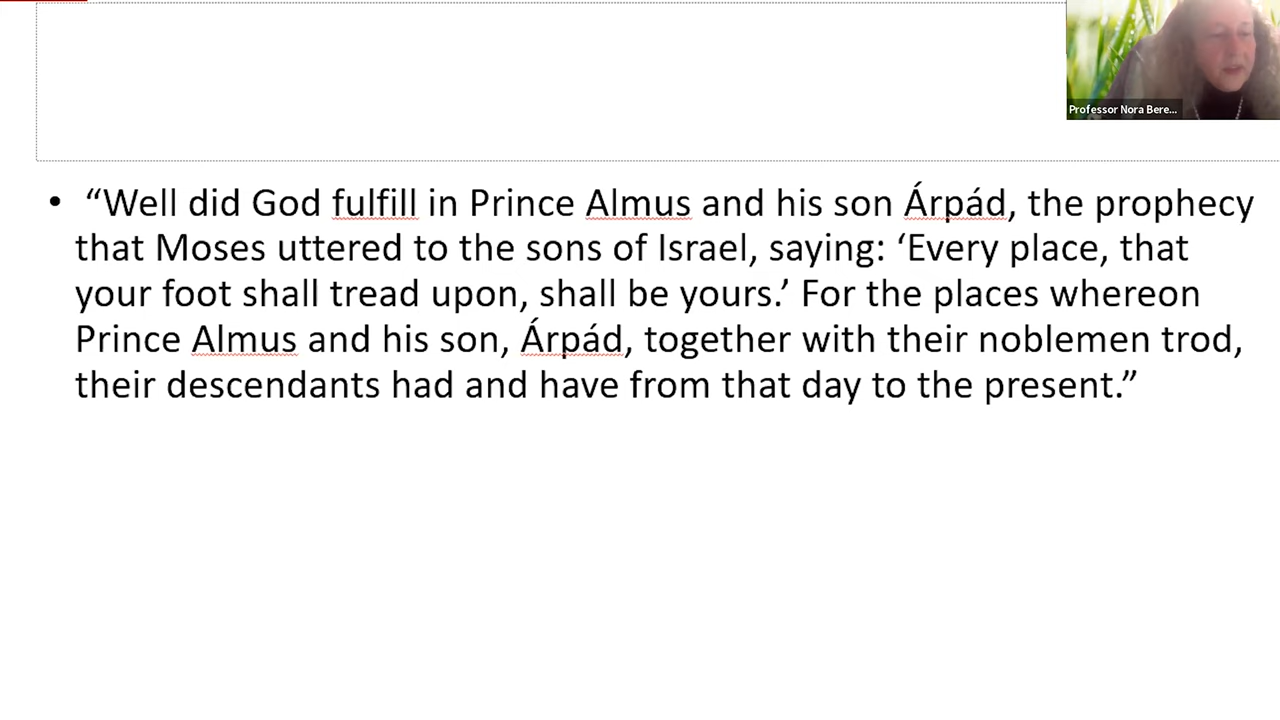 Professor Nora Bere...
• “Well did God fulfill in Prince Almus and his son Árpád, the prophecy
that Moses uttered to the sons of Israel, saying: ‘Every place, that
your foot shall tread upon, shall be yours.’ For the places whereon
Prince Almus and his son, Árpád, together with their noblemen trod,
their descendants had and have from that day to the present.”